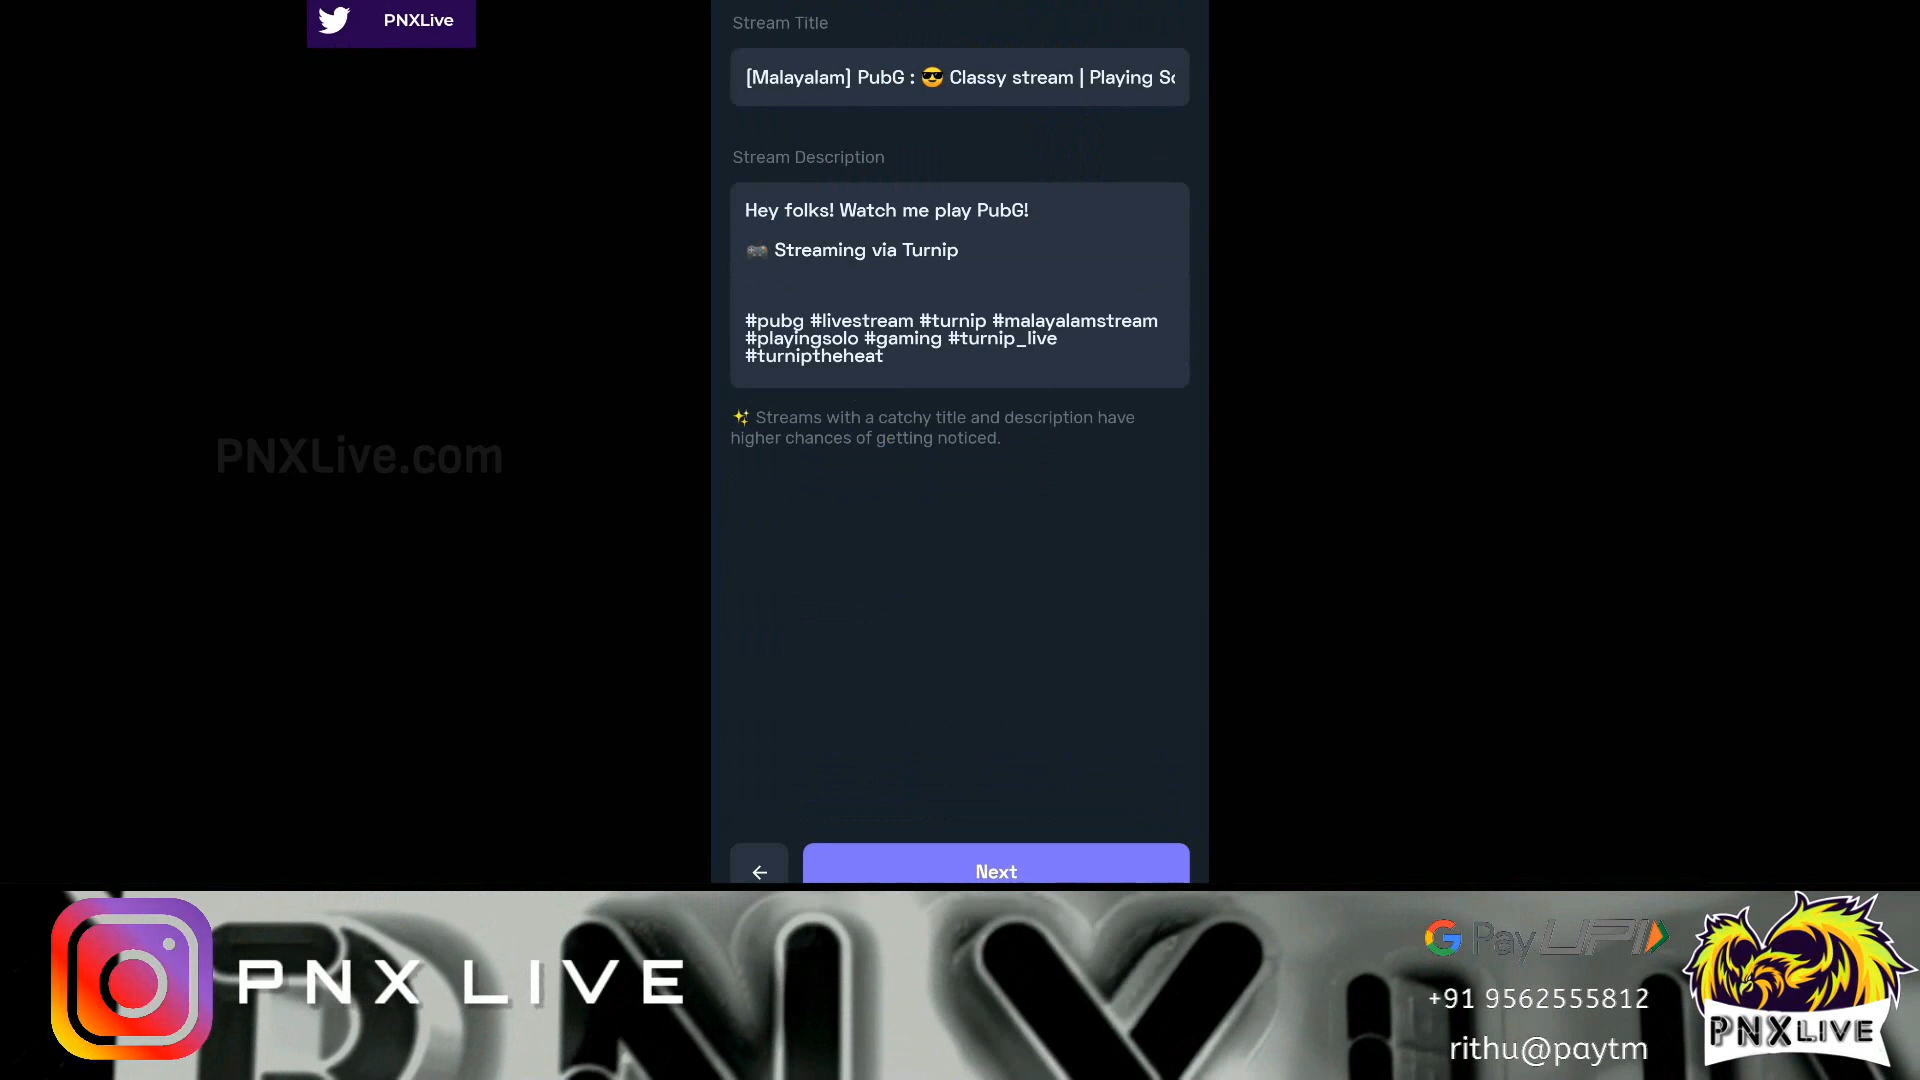 PNXLive
Stream Title
[Malayalam] PubG : 😎 Classy stream | Playing So
Stream Description
Hey folks! Watch me play PubG!
🎮 Streaming via Turnip
#pubg #livestream #turnip #malayalamstream
#playingsolo #gaming #turnip_live
#turniptheheat
✨ Streams with a catchy title and description have
higher chances of getting noticed.
PNXLive.com
Next
PNX LIVE
G Pay UPI
+91 9562555812
rithu@paytm
PNXLIVE